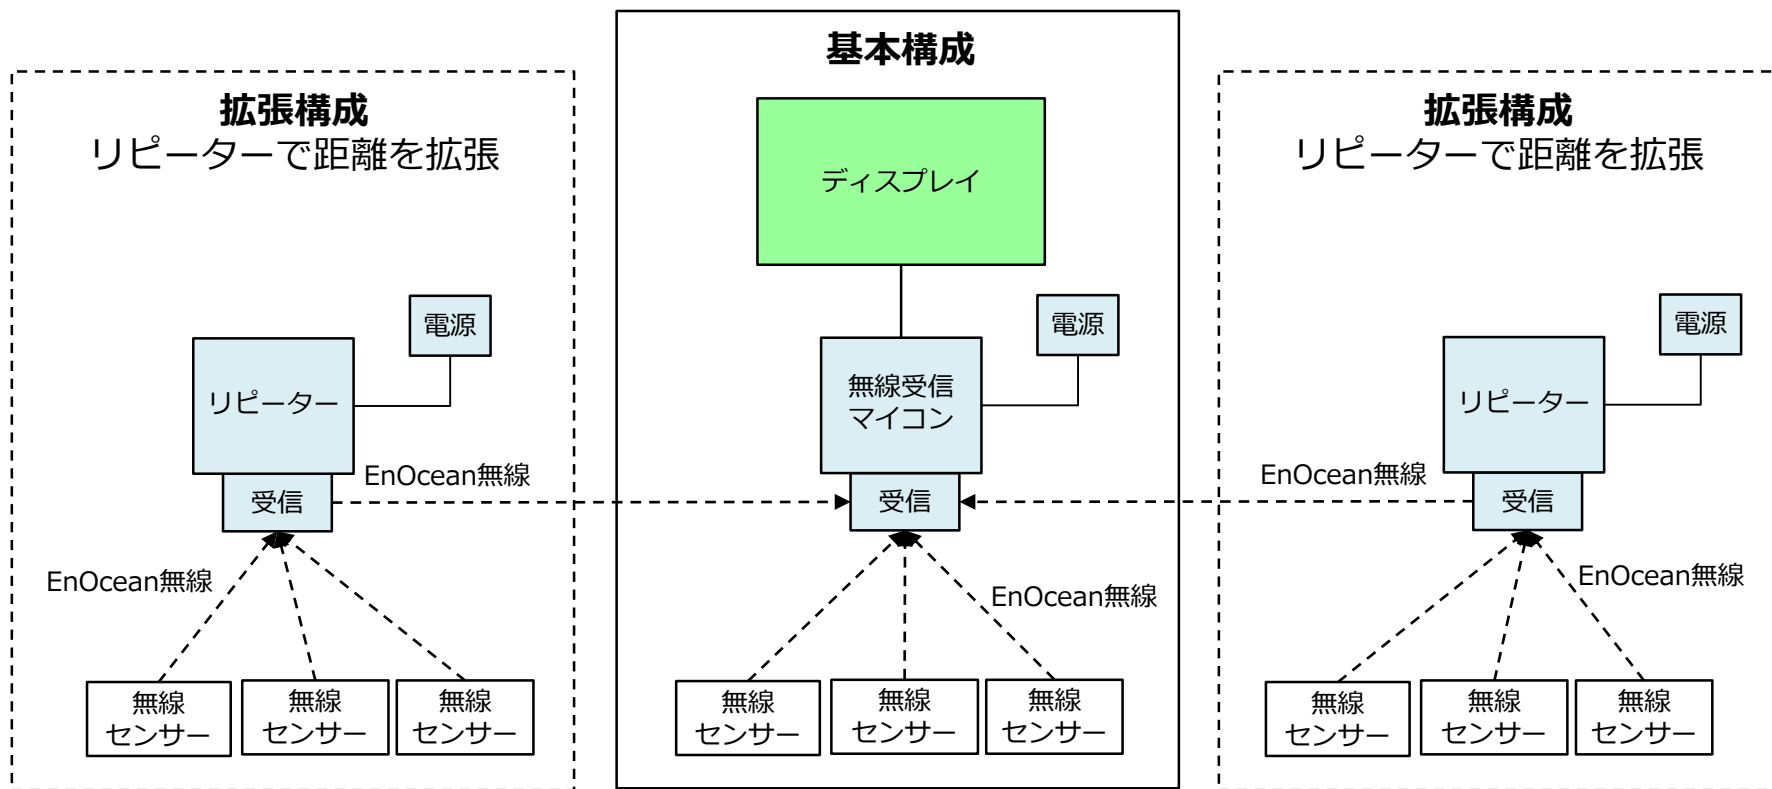 基本構成
ディスプレイ
電源
無線受信
マイコン
受信
EnOcean無線
無線
センサー
無線
センサー
無線
センサー
拡張構成
リピーターで距離を拡張
電源
リピーター
受信
EnOcean無線
EnOcean無線
無線
センサー
無線
センサー
無線
センサー
拡張構成
リピーターで距離を拡張
電源
リピーター
EnOcean無線
受信
EnOcean無線
無線
センサー
無線
センサー
無線
センサー